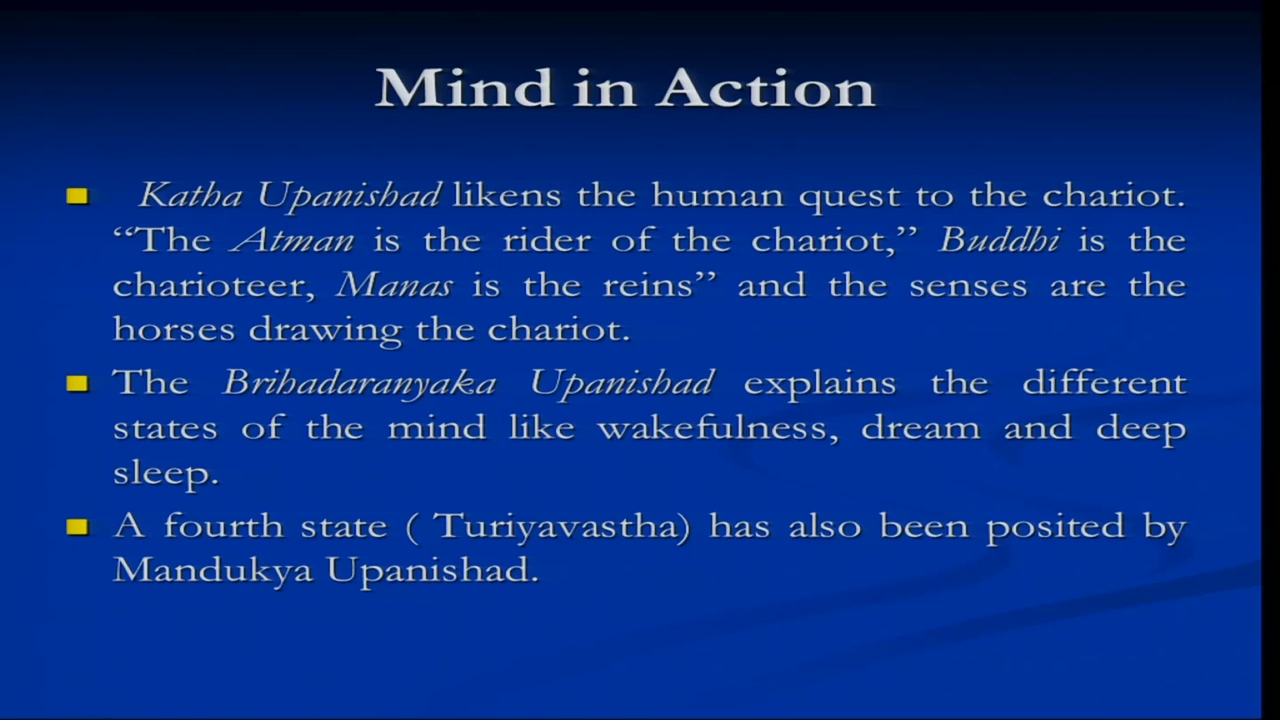 Mind in Action
Katha Upanishad likens the human quest to the chariot.
“The Atman is the rider of the chariot,” Buddhi is the
charioteer, Manas is the reins” and the senses are the
horses drawing the chariot.
The Brihadaranyaka Upanishad explains the different
states of the mind like wakefulness, dream and deep
sleep.
A fourth state ( Turiyavastha) has also been posited by
Mandukya Upanishad.